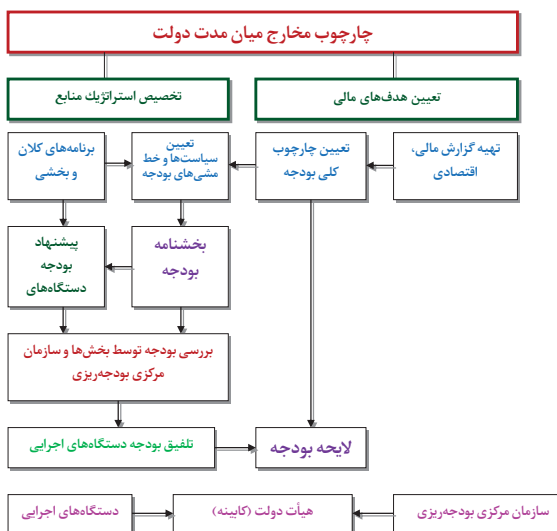 چارچوب مخارج میان مدت دولت
تعیین هدف‌های مالی
تخصیص استراتژیك منابع
تهیه گزارش مالی،
اقتصادی
تعیین چارچوب
کلی بودجه
تعیین
سیاست‌ها و خط
مشی‌های بودجه
برنامه‌های کلان
و بخشی
بخشنامه
بودجه
پیشنهاد
بودجه
دستگاه‌های
بررسی بودجه توسط بخش‌ها و سازمان
مرکزی بودجه‌ریزی
تلفیق بودجه دستگاه‌های اجرایی
لایحه بودجه
سازمان مرکزی بودجه‌ریزی
هیأت دولت (کابینه)
دستگاه‌های اجرایی